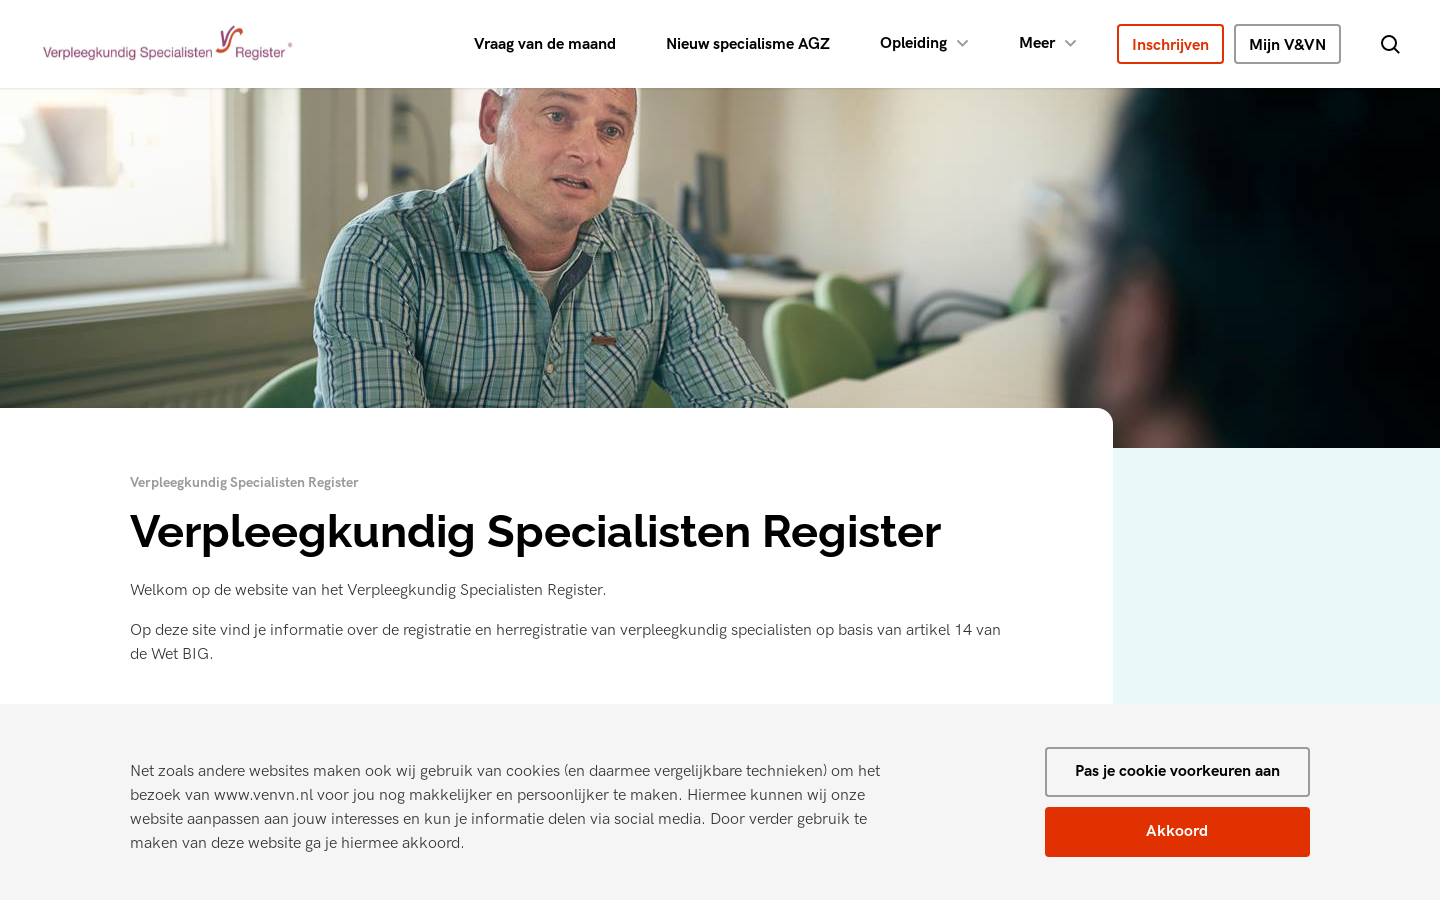 Verpleegkundig Specialisten Register ®
Vraag van de maand
Nieuw specialisme AGZ
Opleiding
Meer
Inschrijven
Mijn V&VN
Verpleegkundig Specialisten Register
Verpleegkundig Specialisten Register
Welkom op de website van het Verpleegkundig Specialisten Register.
Op deze site vind je informatie over de registratie en herregistratie van verpleegkundig specialisten op basis van artikel 14 van
de Wet BIG.
Net zoals andere websites maken ook wij gebruik van cookies (en daarmee vergelijkbare technieken) om het
bezoek van www.venvn.nl voor jou nog makkelijker en persoonlijker te maken. Hiermee kunnen wij onze
website aanpassen aan jouw interesses en kun je informatie delen via social media. Door verder gebruik te
maken van deze website ga je hiermee akkoord.
Pas je cookie voorkeuren aan
Akkoord